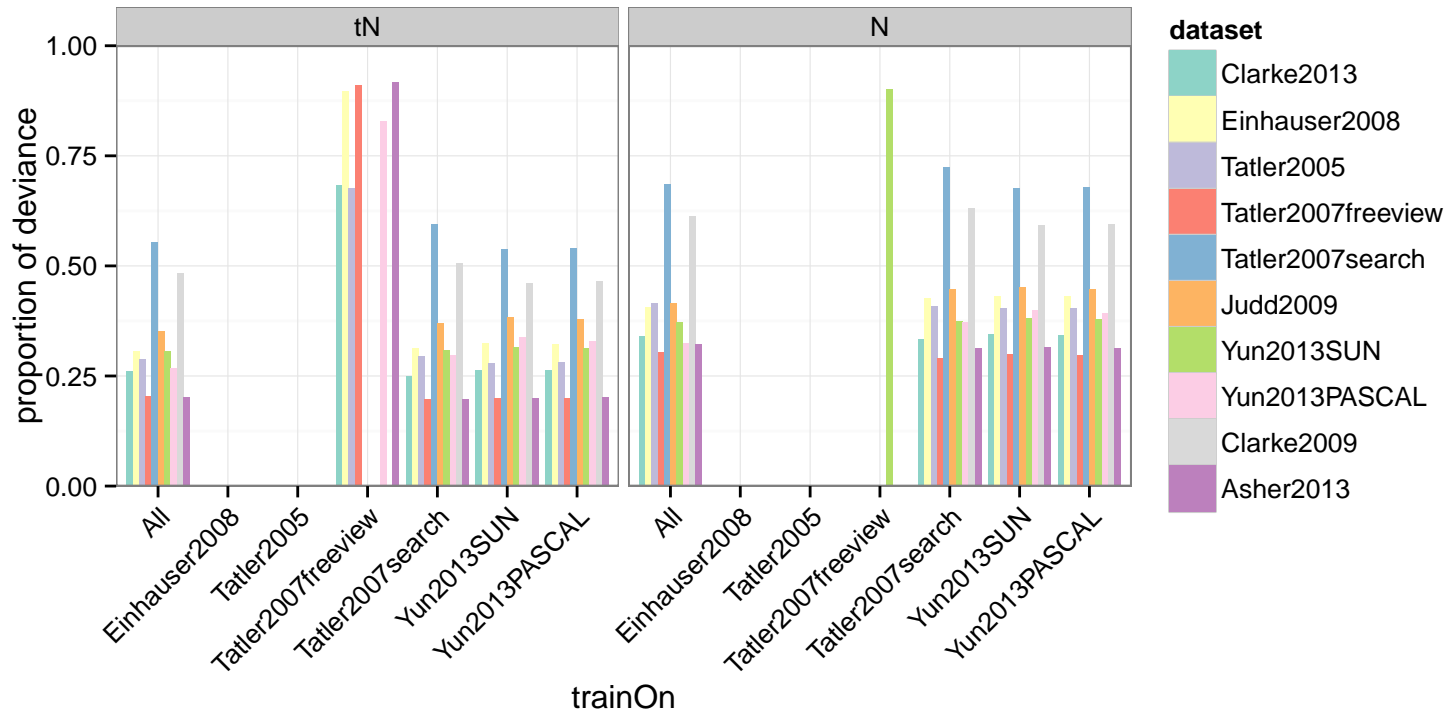 tN
N
proportion of deviance
1.00
0.75
0.50
0.25
0.00
All
Einhauser2008
Tatler2005
Tatler2007freeview
Tatler2007search
Yun2013SUN
Yun2013PASCAL
All
Einhauser2008
Tatler2005
Tatler2007freeview
Tatler2007search
Yun2013SUN
Yun2013PASCAL
trainOn
dataset
Clarke2013
Einhauser2008
Tatler2005
Tatler2007freeview
Tatler2007search
Judd2009
Yun2013SUN
Yun2013PASCAL
Clarke2009
Asher2013